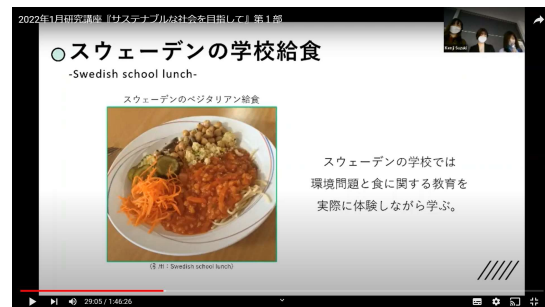 2022年1月研究講座『サステナブルな社会を目指して』第１部
Kenji Suzuki
スウェーデンの学校給食
-Swedish school lunch-
スウェーデンのベジタリアン給食
スウェーデンの学校では
環境問題と食に関する教育を
実際に体験しながら学ぶ。
：Swedish school lunch)
29:05 / 1:46:26